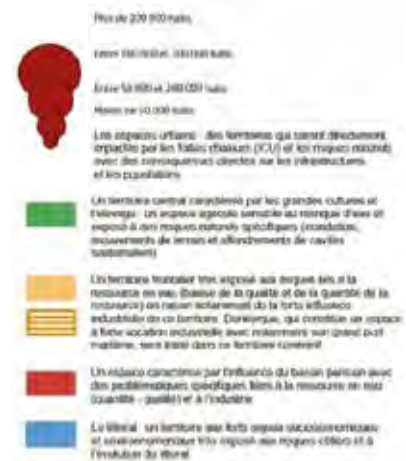 Plus de 200 000 habts.
Entre 100 000 et 200 000 habts.
Entre 50 000 et 200 000 habts.
Moins de 50 000 habts.
Les espaces urbains : des territoires qui seront directement
impactés par les îlots chaleurs (ICU) et les risques naturels
avec des conséquences directes sur les infrastructures
et les populations
Un territoire central caractérisé par les grandes cultures et
l'élevage : un espace agricole sensible au manque d'eau et
exposé à des risques naturels spécifiques (inondation,
mouvements de terrain et effondrements de cavités
souterraines)
Un territoire frontalier très exposé aux risques liés à la
ressource en eau (baisse de la qualité et de la quantité de la
ressource) en raison notamment de la forte influence
industrielle de ce territoire. Dunkerque, qui constitue un espace
à forte vocation industrielle avec notamment son grand port
maritime, sera traité dans ce territoire cohérent
Un espace caractérisé par l'influence du bassin parisien avec
des problématiques spécifiques liées à la ressource en eau
(quantité - qualité) et à l'industrie
Le littoral : un territoire aux forts enjeux socioéconomiques
et environnementaux très exposé aux risques côtiers et à
l'évolution du littoral